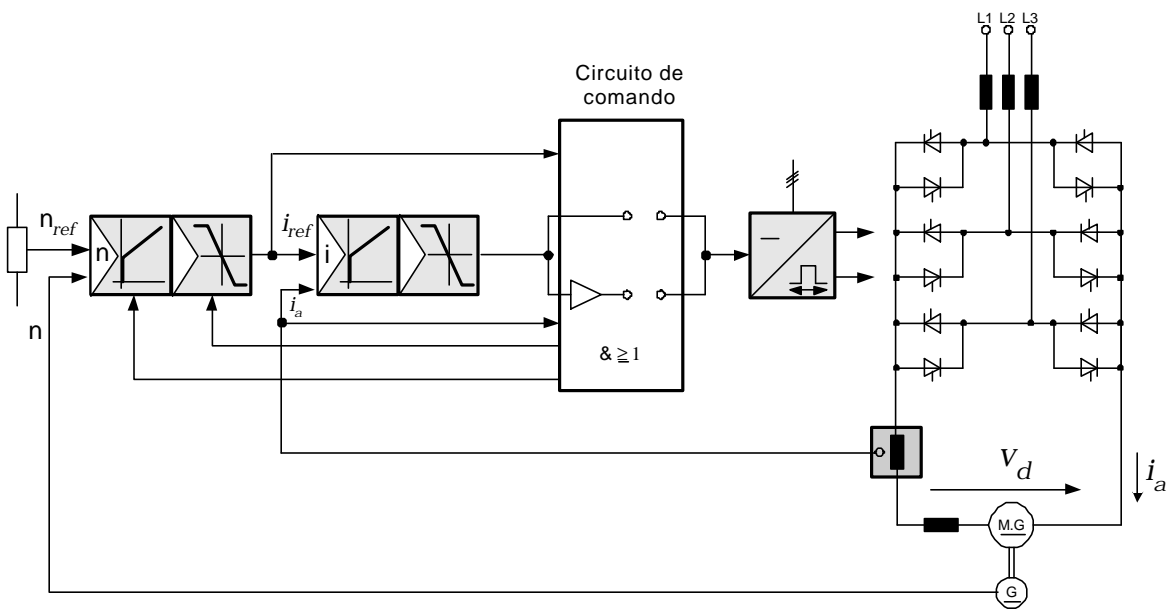 L1 L2 L3
Circuito de
comando
n_ref
n
i_ref
i
i_a
n
& ≧ 1
V_d
i_a
M.G
G